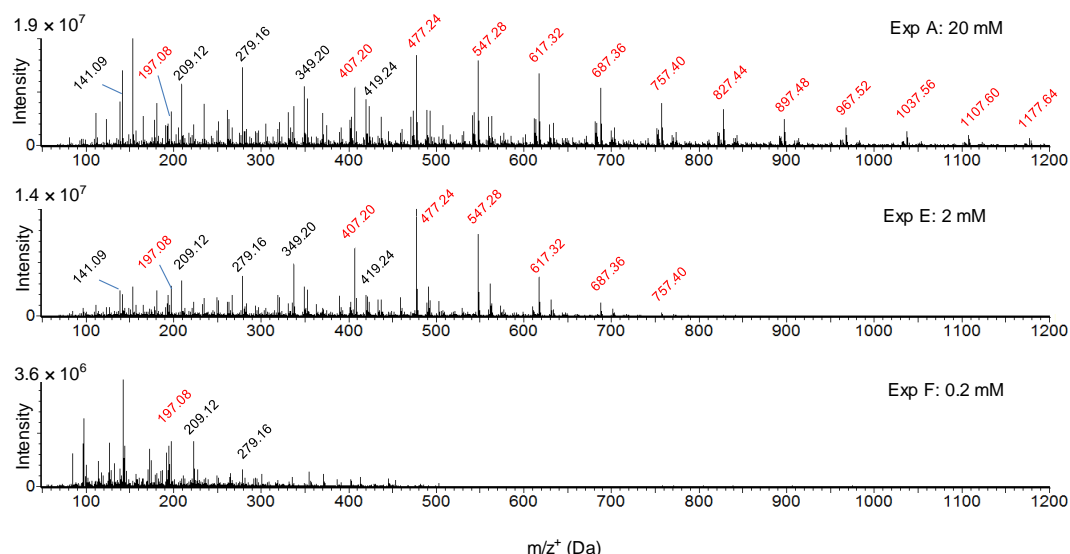 1.9 × 10⁷
Exp A: 20 mM
Intensity
0
141.09
197.08
209.12
279.16
349.20
407.20
419.24
477.24
547.28
617.32
687.36
757.40
827.44
897.48
967.52
1037.56
1107.60
1177.64
100 200 300 400 500 600 700 800 900 1000 1100 1200
1.4 × 10⁷
Exp E: 2 mM
Intensity
0
141.09
197.08
209.12
279.16
349.20
407.20
419.24
477.24
547.28
617.32
687.36
757.40
100 200 300 400 500 600 700 800 900 1000 1100 1200
3.6 × 10⁶
Exp F: 0.2 mM
Intensity
0
197.08
209.12
279.16
100 200 300 400 500 600 700 800 900 1000 1100 1200
m/z⁺ (Da)